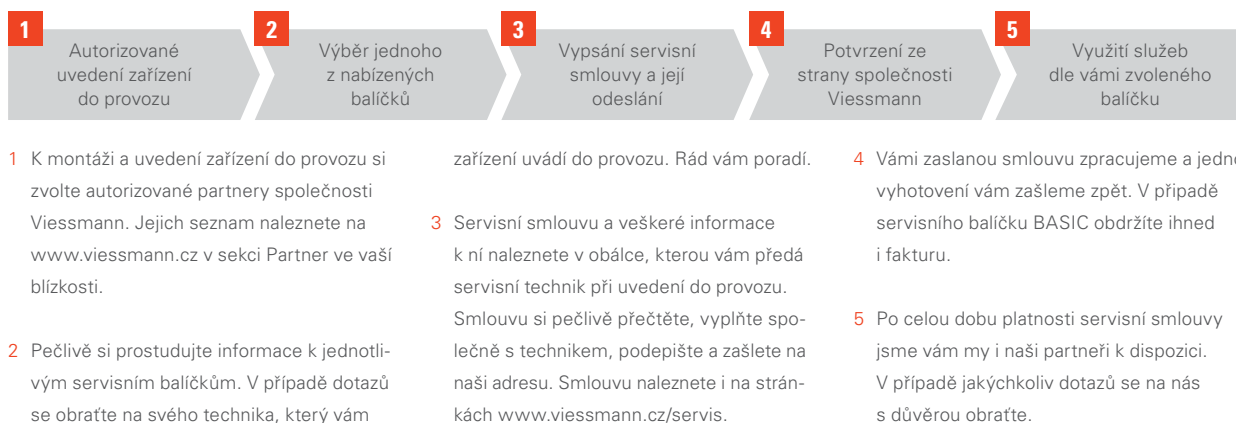 1
Autorizované
uvedení zařízení
do provozu
2
Výběr jednoho
z nabízených
balíčků
3
Vypsání servisní
smlouvy a její
odeslání
4
Potvrzení ze
strany společnosti
Viessmann
5
Využití služeb
dle vámi zvoleného
balíčku
1 K montáži a uvedení zařízení do provozu si
zvolte autorizované partnery společnosti
Viessmann. Jejich seznam naleznete na
www.viessmann.cz v sekci Partner ve vaší
blízkosti.
2 Pečlivě si prostudujte informace k jednotli-
vým servisním balíčkům. V případě dotazů
se obraťte na svého technika, který vám
zařízení uvádí do provozu. Rád vám poradí.
3 Servisní smlouvu a veškeré informace
k ní naleznete v obálce, kterou vám předá
servisní technik při uvedení do provozu.
Smlouvu si pečlivě přečtěte, vyplňte spo-
lečně s technikem, podepište a zašlete na
naši adresu. Smlouvu naleznete i na strán-
kách www.viessmann.cz/servis.
4 Vámi zaslanou smlouvu zpracujeme a jedno
vyhotovení vám zašleme zpět. V připadě
servisního balíčku BASIC obdržíte ihned
i fakturu.
5 Po celou dobu platnosti servisní smlouvy
jsme vám my i naši partneři k dispozici.
V případě jakýchkoliv dotazů se na nás
s důvěrou obraťte.